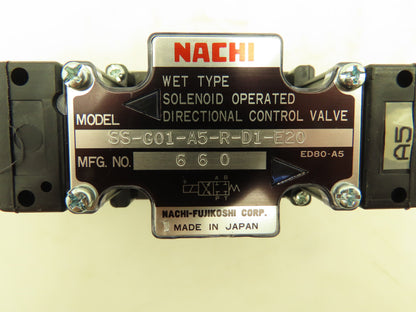 NACHI
WET TYPE
SOLENOID OPERATED
DIRECTIONAL CONTROL VALVE
MODEL
SS-G01-A5-R-D1-E20
MFG. NO.
660
ED80-A5
A B
P T
NACHI-FUJIKOSHI CORP.
MADE IN JAPAN
A5